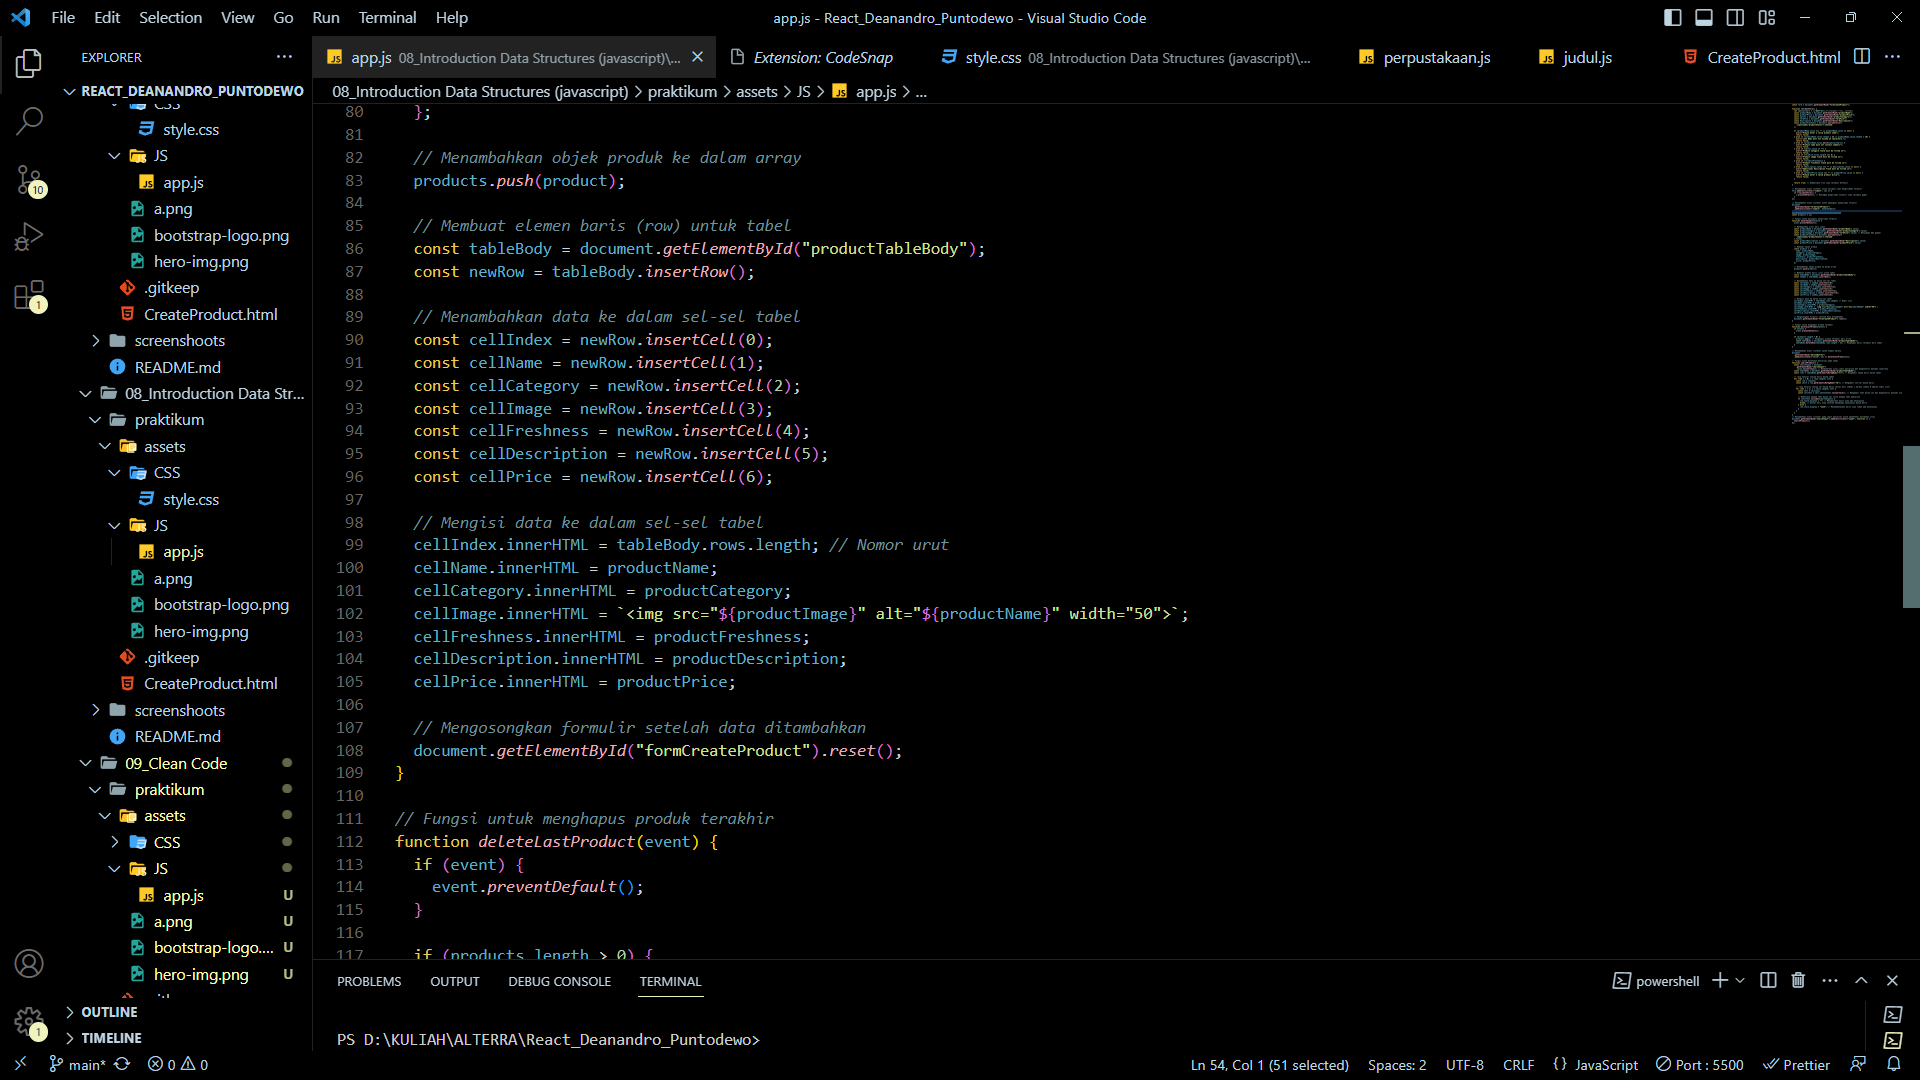 File Edit Selection View Go Run Terminal Help
app.js - React_Deanandro_Puntodewo - Visual Studio Code
EXPLORER
REACT_DEANANDRO_PUNTODEWO
CSS
style.css
JS
app.js
a.png
bootstrap-logo.png
hero-img.png
.gitkeep
CreateProduct.html
screenshoots
README.md
08_Introduction Data Str...
praktikum
assets
CSS
style.css
JS
app.js
a.png
bootstrap-logo.png
hero-img.png
.gitkeep
CreateProduct.html
screenshoots
README.md
09_Clean Code
praktikum
assets
CSS
JS
app.js U
a.png U
bootstrap-logo.... U
hero-img.png U
OUTLINE
TIMELINE
10
1
1
app.js 08_Introduction Data Structures (javascript)\... Extension: CodeSnap style.css 08_Introduction Data Structures (javascript)\... perpustakaan.js judul.js CreateProduct.html
08_Introduction Data Structures (javascript) > praktikum > assets > JS > app.js > ...
80 };
81
82 // Menambahkan objek produk ke dalam array
83 products.push(product);
84
85 // Membuat elemen baris (row) untuk tabel
86 const tableBody = document.getElementById("productTableBody");
87 const newRow = tableBody.insertRow();
88
89 // Menambahkan data ke dalam sel-sel tabel
90 const cellIndex = newRow.insertCell(0);
91 const cellName = newRow.insertCell(1);
92 const cellCategory = newRow.insertCell(2);
93 const cellImage = newRow.insertCell(3);
94 const cellFreshness = newRow.insertCell(4);
95 const cellDescription = newRow.insertCell(5);
96 const cellPrice = newRow.insertCell(6);
97
98 // Mengisi data ke dalam sel-sel tabel
99 cellIndex.innerHTML = tableBody.rows.length; // Nomor urut
100 cellName.innerHTML = productName;
101 cellCategory.innerHTML = productCategory;
102 cellImage.innerHTML = `<img src="${productImage}" alt="${productName}" width="50">`;
103 cellFreshness.innerHTML = productFreshness;
104 cellDescription.innerHTML = productDescription;
105 cellPrice.innerHTML = productPrice;
106
107 // Mengosongkan formulir setelah data ditambahkan
108 document.getElementById("formCreateProduct").reset();
109 }
110
111 // Fungsi untuk menghapus produk terakhir
112 function deleteLastProduct(event) {
113 if (event) {
114 event.preventDefault();
115 }
116
117 if (products.length > 0) {
PROBLEMS OUTPUT DEBUG CONSOLE TERMINAL
powershell
PS D:\KULIAH\ALTERRA\React_Deanandro_Puntodewo>
main* 0 0 Ln 54, Col 1 (51 selected) Spaces: 2 UTF-8 CRLF {} JavaScript Port : 5500 Prettier